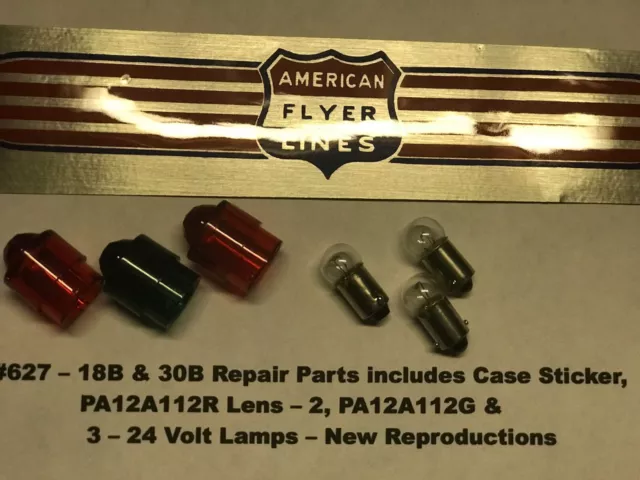 AMERICAN
FLYER
LINES
#627 – 18B & 30B Repair Parts includes Case Sticker,
PA12A112R Lens – 2, PA12A112G &
3 – 24 Volt Lamps – New Reproductions